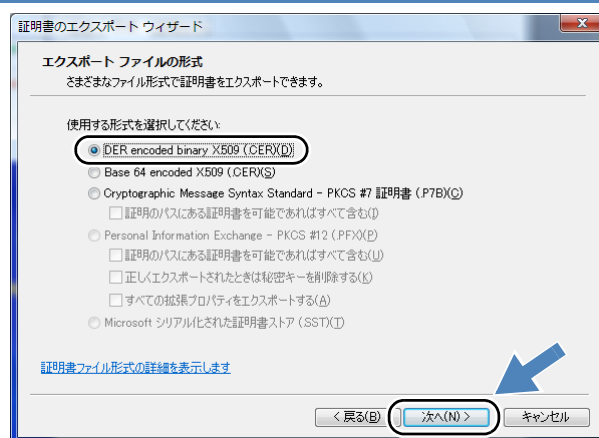 証明書のエクスポート ウィザード
エクスポート ファイルの形式
さまざまなファイル形式で証明書をエクスポートできます。
使用する形式を選択してください:
DER encoded binary X.509 (.CER)(D)
Base 64 encoded X.509 (.CER)(S)
Cryptographic Message Syntax Standard - PKCS #7 証明書 (.P7B)(C)
証明のパスにある証明書を可能であればすべて含む(I)
Personal Information Exchange - PKCS #12 (.PFX)(P)
証明のパスにある証明書を可能であればすべて含む(U)
正しくエクスポートされたときは秘密キーを削除する(K)
すべての拡張プロパティをエクスポートする(A)
Microsoft シリアル化された証明書ストア (.SST)(T)
証明書ファイル形式の詳細を表示します
< 戻る(B) 次へ(N) > キャンセル